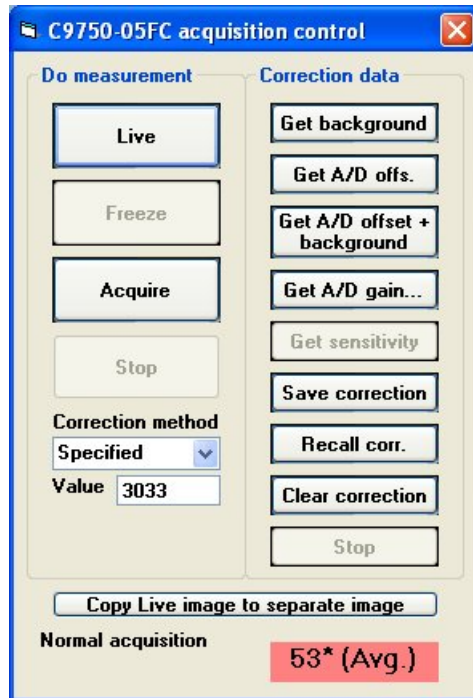 C9750-05FC acquisition control
Do measurement
Live
Freeze
Acquire
Stop
Correction method
Specified
Value 3033
Correction data
Get background
Get A/D offs.
Get A/D offset +
background
Get A/D gain...
Get sensitivity
Save correction
Recall corr.
Clear correction
Stop
Copy Live image to separate image
Normal acquisition
53* (Avg.)